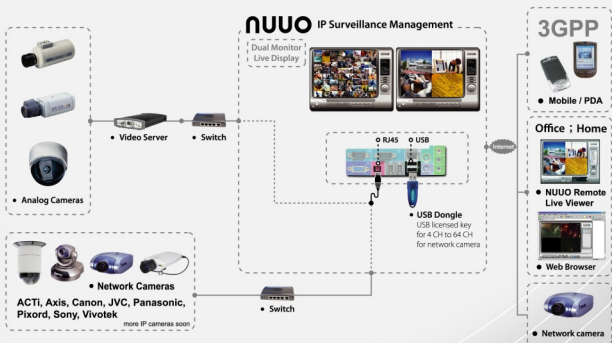 nuuo IP Surveillance Management
Dual Monitor
Live Display
RJ45
USB
• Video Server
• Switch
• Analog Cameras
• USB Dongle
USB licensed key
for 4 CH to 64 CH
for network camera
• Network Cameras
ACTi, Axis, Canon, JVC, Panasonic,
Pixord, Sony, Vivotek
more IP cameras soon
• Switch
Internet
3GPP
• Mobile / PDA
Office ; Home
• NUUO Remote
Live Viewer
• Web Browser
• Network camera